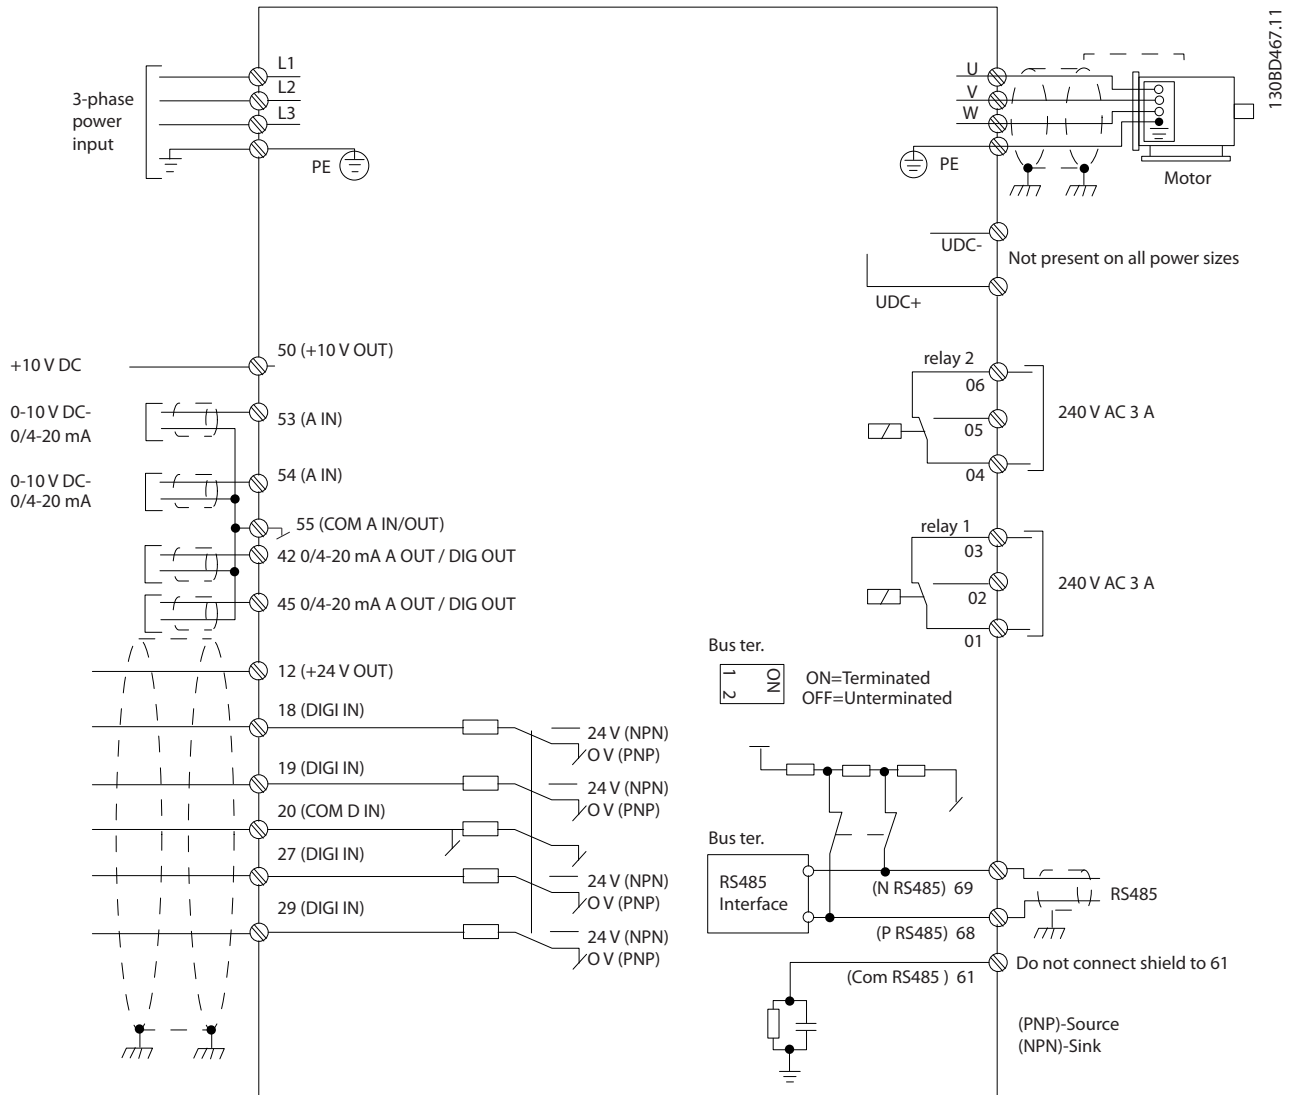 130BD467.11
L1
L2
L3
3-phase
power
input
PE
U
V
W
PE
Motor
UDC-
Not present on all power sizes
UDC+
+10 V DC
50 (+10 V OUT)
0-10 V DC-
0/4-20 mA
53 (A IN)
0-10 V DC-
0/4-20 mA
54 (A IN)
55 (COM A IN/OUT)
42 0/4-20 mA A OUT / DIG OUT
45 0/4-20 mA A OUT / DIG OUT
12 (+24 V OUT)
18 (DIGI IN)
24 V (NPN)
O V (PNP)
19 (DIGI IN)
24 V (NPN)
O V (PNP)
20 (COM D IN)
27 (DIGI IN)
24 V (NPN)
O V (PNP)
29 (DIGI IN)
24 V (NPN)
O V (PNP)
relay 2
06
05
04
240 V AC 3 A
relay 1
03
02
01
240 V AC 3 A
Bus ter.
1
2
ON
ON=Terminated
OFF=Unterminated
Bus ter.
RS485
Interface
(N RS485) 69
RS485
(P RS485) 68
(Com RS485 ) 61
Do not connect shield to 61
(PNP)-Source
(NPN)-Sink